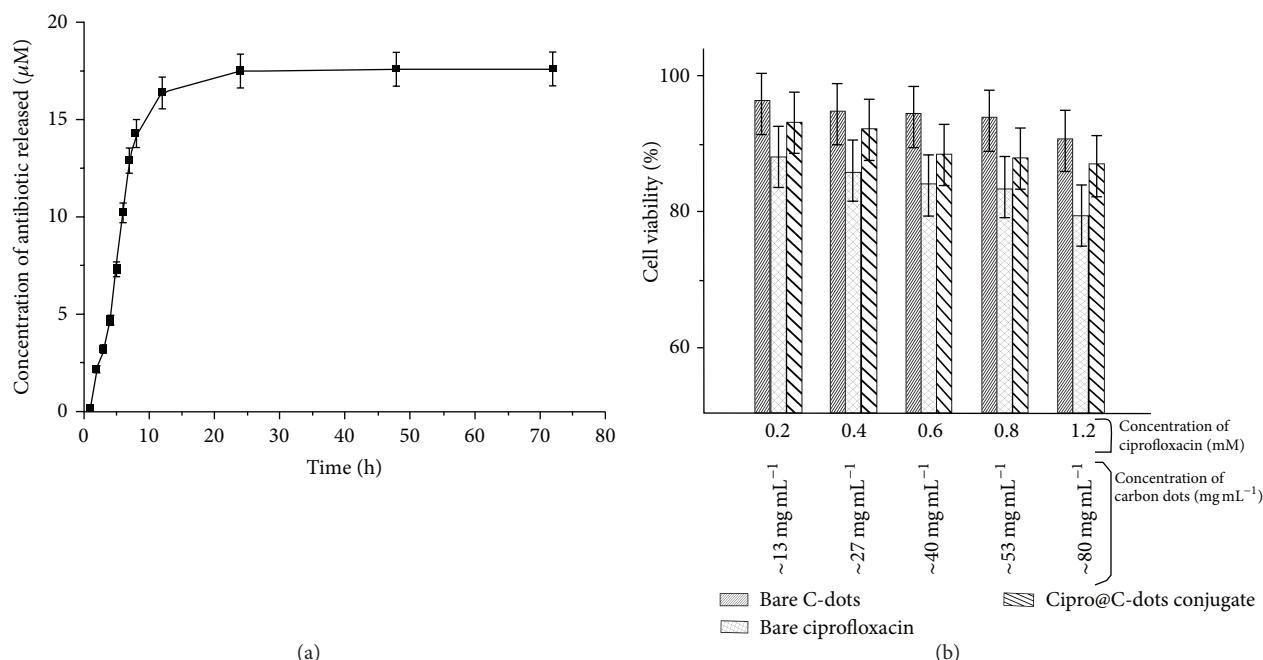 20
15
10
5
0
Concentration of antibiotic released (μM)
0 10 20 30 40 50 60 70 80
Time (h)
(a)
100
80
60
Cell viability (%)
0.2 0.4 0.6 0.8 1.2
Concentration of
ciprofloxacin (mM)
~13 mg mL⁻¹
~27 mg mL⁻¹
~40 mg mL⁻¹
~53 mg mL⁻¹
~80 mg mL⁻¹
Concentration of
carbon dots (mg mL⁻¹)
Bare C-dots
Bare ciprofloxacin
Cipro@C-dots conjugate
(b)